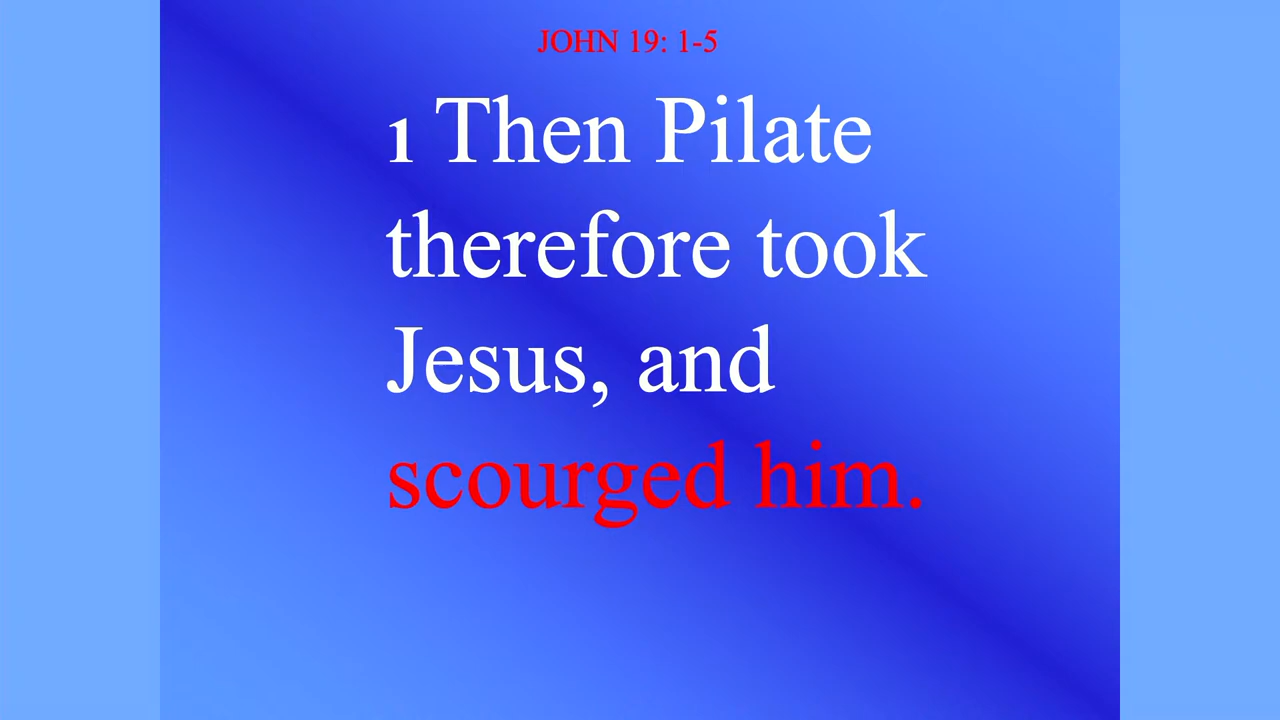 JOHN 19: 1-5
1 Then Pilate
therefore took
Jesus, and
scourged him.